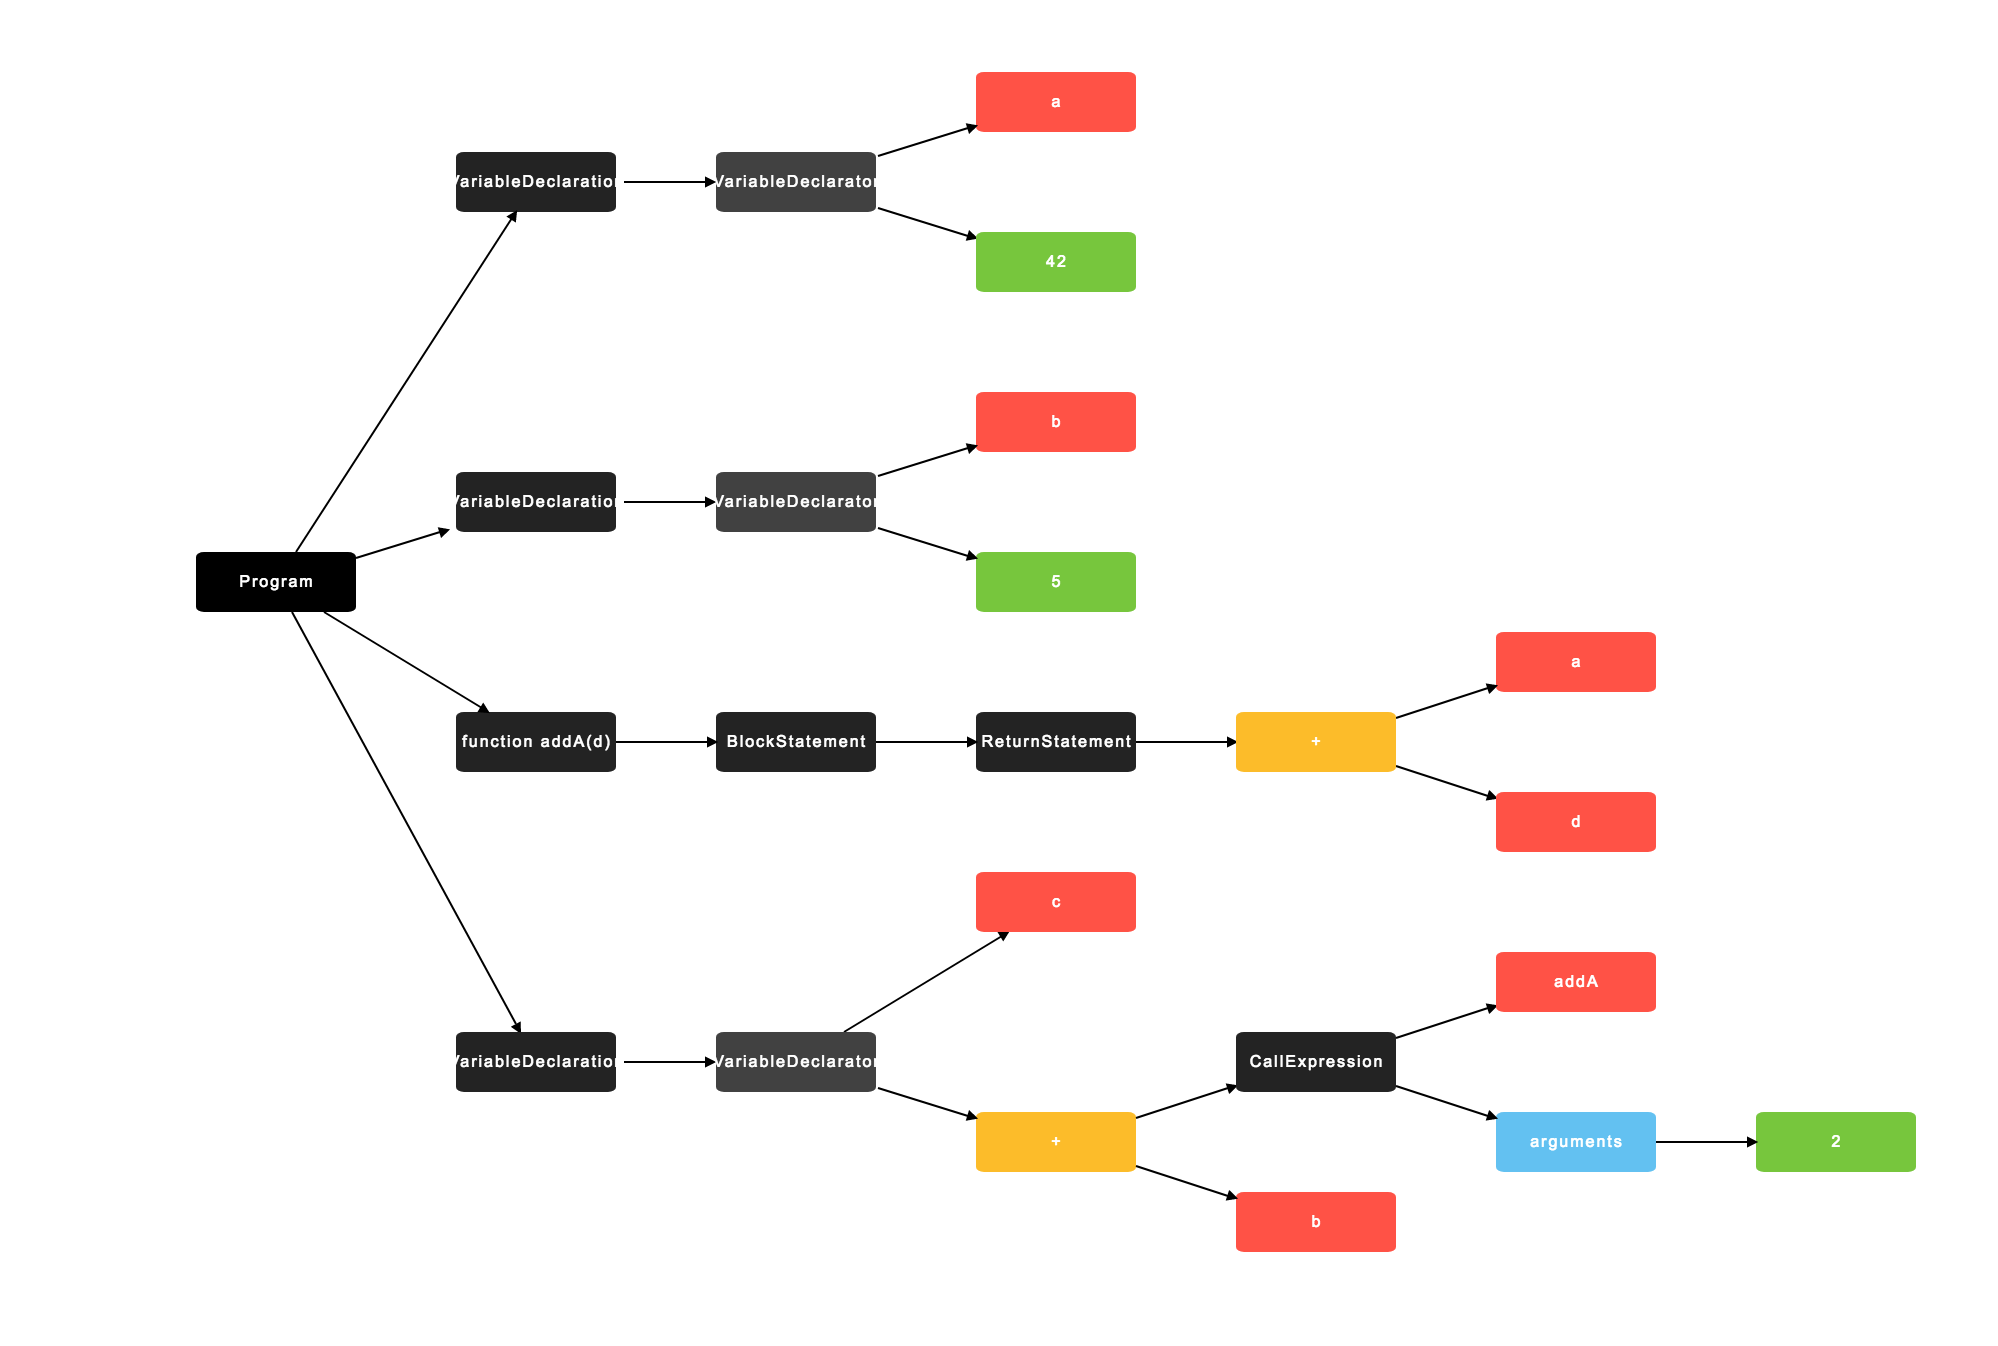 a
VariableDeclaration
VariableDeclarator
42
b
VariableDeclaration
VariableDeclarator
5
Program
a
function addA(d)
BlockStatement
ReturnStatement
+
d
c
addA
VariableDeclaration
VariableDeclarator
CallExpression
+
arguments
2
b